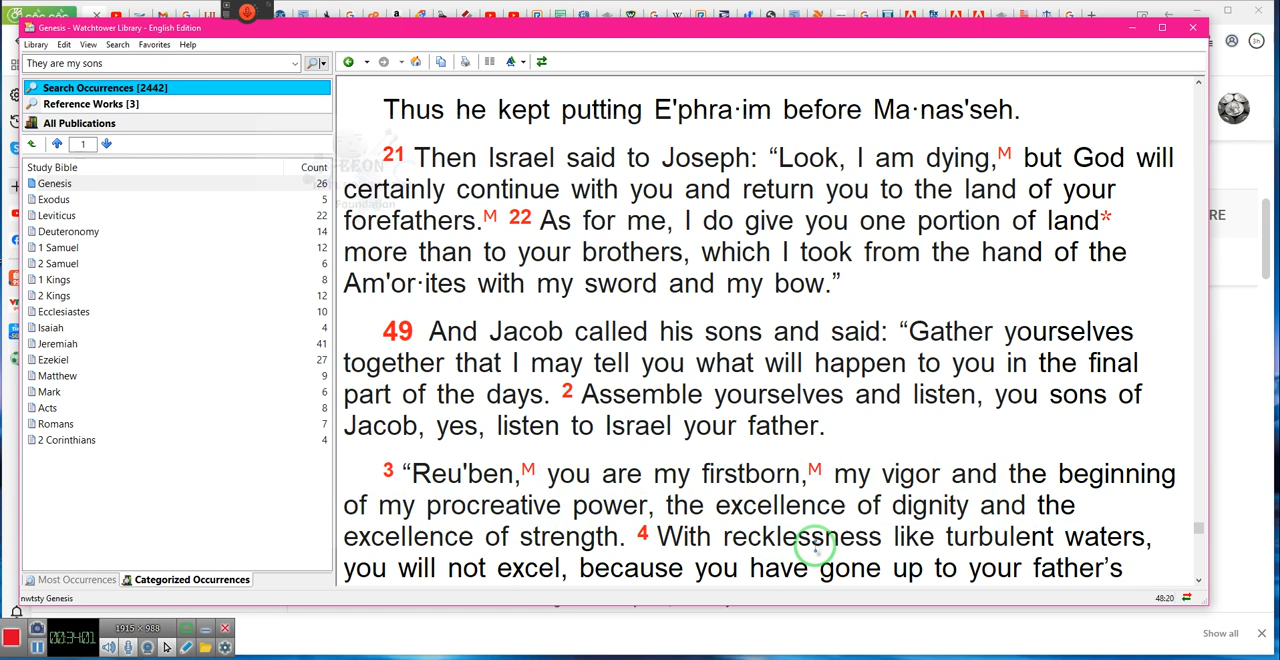 Genesis - Watchtower Library - English Edition
Library Edit View Search Favorites Help
They are my sons
Search Occurrences [2442]
Reference Works [3]
All Publications
1
Study Bible Count
Genesis 26
Exodus 5
Leviticus 22
Deuteronomy 14
1 Samuel 12
2 Samuel 6
1 Kings 8
2 Kings 12
Ecclesiastes 10
Isaiah 4
Jeremiah 41
Ezekiel 27
Matthew 9
Mark 6
Acts 8
Romans 7
2 Corinthians 4
Most Occurrences Categorized Occurrences
nwtsty Genesis
Thus he kept putting E'phra·im before Ma·nas'seh.
21 Then Israel said to Joseph: “Look, I am dying,M but God will
certainly continue with you and return you to the land of your
forefathers.M 22 As for me, I do give you one portion of land*
more than to your brothers, which I took from the hand of the
Am'or·ites with my sword and my bow.”
49 And Jacob called his sons and said: “Gather yourselves
together that I may tell you what will happen to you in the final
part of the days. 2 Assemble yourselves and listen, you sons of
Jacob, yes, listen to Israel your father.
3 “Reu'ben,M you are my firstborn,M my vigor and the beginning
of my procreative power, the excellence of dignity and the
excellence of strength. 4 With recklessness like turbulent waters,
you will not excel, because you have gone up to your father’s
48:20
Foundation
RE
Show all
1915 × 988
00:34:01